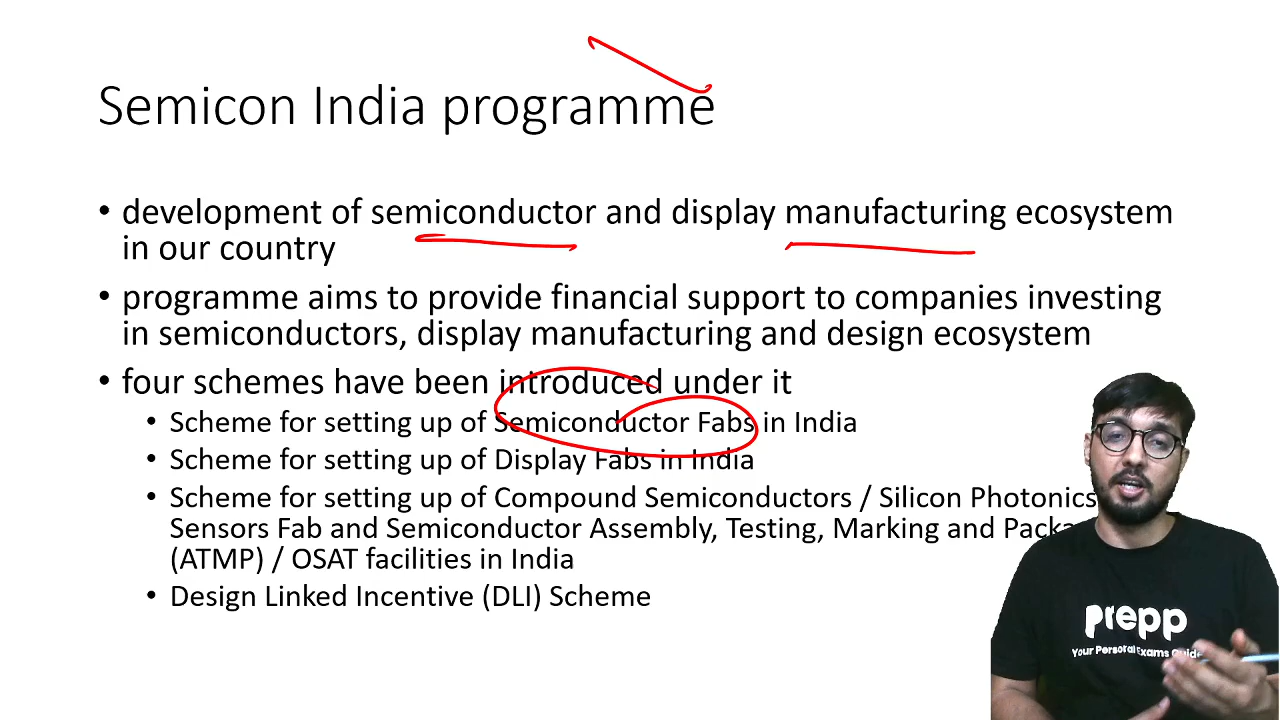 Semicon India programme
• development of semiconductor and display manufacturing ecosystem
in our country
• programme aims to provide financial support to companies investing
in semiconductors, display manufacturing and design ecosystem
• four schemes have been introduced under it
• Scheme for setting up of Semiconductor Fabs in India
• Scheme for setting up of Display Fabs in India
• Scheme for setting up of Compound Semiconductors / Silicon Photonics
Sensors Fab and Semiconductor Assembly, Testing, Marking and
(ATMP) / OSAT facilities in India
• Design Linked Incentive (DLI) Scheme
prepp
Your Personal Exams Guide